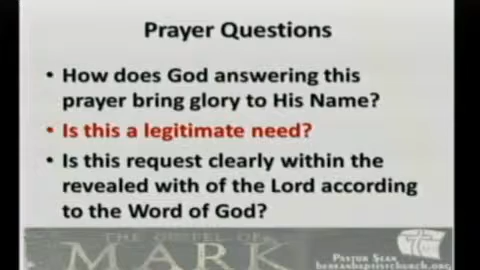 Prayer Questions
• How does God answering this
prayer bring glory to His Name?
• Is this a legitimate need?
• Is this request clearly within the
revealed with of the Lord according
to the Word of God?
THE GOSPEL OF
MARK
PASTOR SEAN
bereanbaptistchurch.org